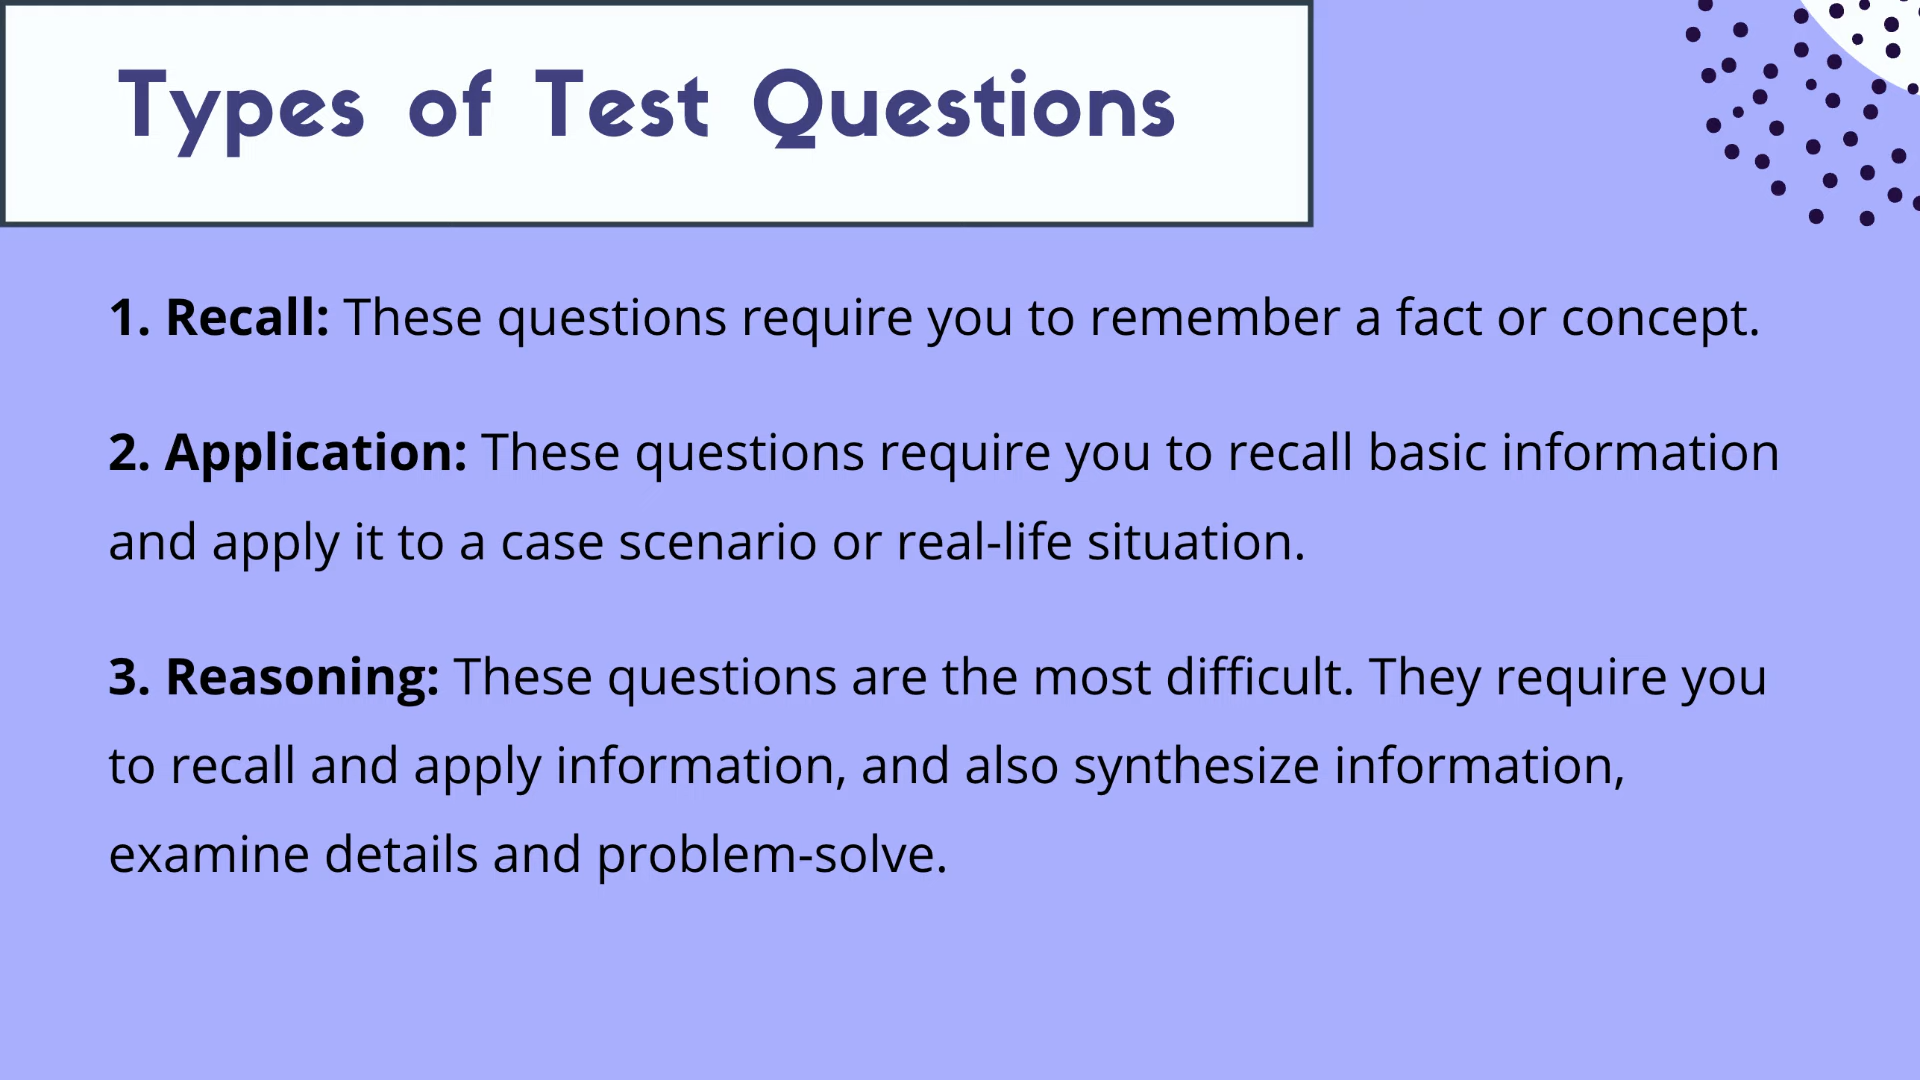 Types of Test Questions
1. Recall: These questions require you to remember a fact or concept.
2. Application: These questions require you to recall basic information
and apply it to a case scenario or real-life situation.
3. Reasoning: These questions are the most difficult. They require you
to recall and apply information, and also synthesize information,
examine details and problem-solve.